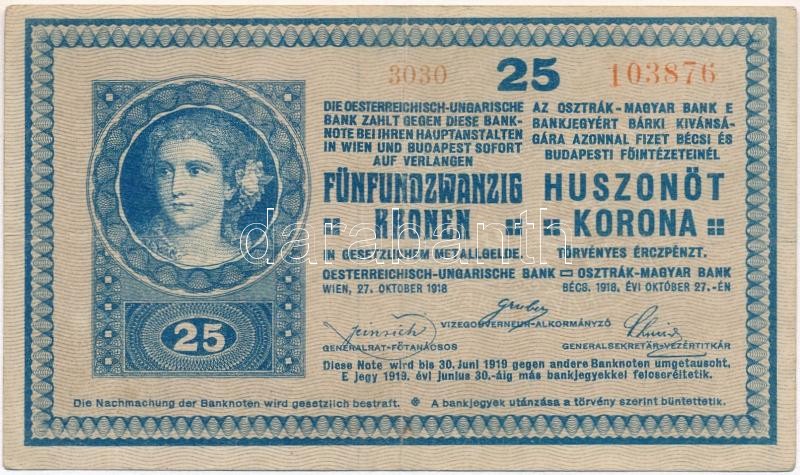 3030 25 103876
DIE OESTERREICHISCH-UNGARISCHE
BANK ZAHLT GEGEN DIESE BANK-
NOTE BEI IHREN HAUPTANSTALTEN
IN WIEN UND BUDAPEST SOFORT
AUF VERLANGEN
FÜNFUNDZWANZIG
KRONEN
IN GESETZLICHEM METALLGELDE.
AZ OSZTRÁK-MAGYAR BANK E
BANKJEGYÉRT BÁRKI KIVÁNSÁ-
GÁRA AZONNAL FIZET BÉCSI ÉS
BUDAPESTI FŐINTÉZETEINÉL
HUSZONÖT
KORONA
TÖRVÉNYES ÉRCZPÉNZT.
OESTERREICHISCH-UNGARISCHE BANK OSZTRÁK-MAGYAR BANK
WIEN, 27. OKTOBER 1918 BÉCS, 1918. ÉVI OKTÓBER 27.-ÉN
Gruber
VIZEGOUVERNEUR-ALKORMÁNYZÓ
GENERALRAT-FŐTANÁCSOS GENERALSEKRETÄR-VEZÉRTITKÁR
Diese Note wird bis 30. Juni 1919 gegen andere Banknoten umgetauscht.
E jegy 1919. évi junius 30.-áig más bankjegyekkel felcseréltetik.
25
Die Nachmachung der Banknoten wird gesetzlich bestraft. A bankjegyek utánzása a törvény szerint büntettetik.
darabanth